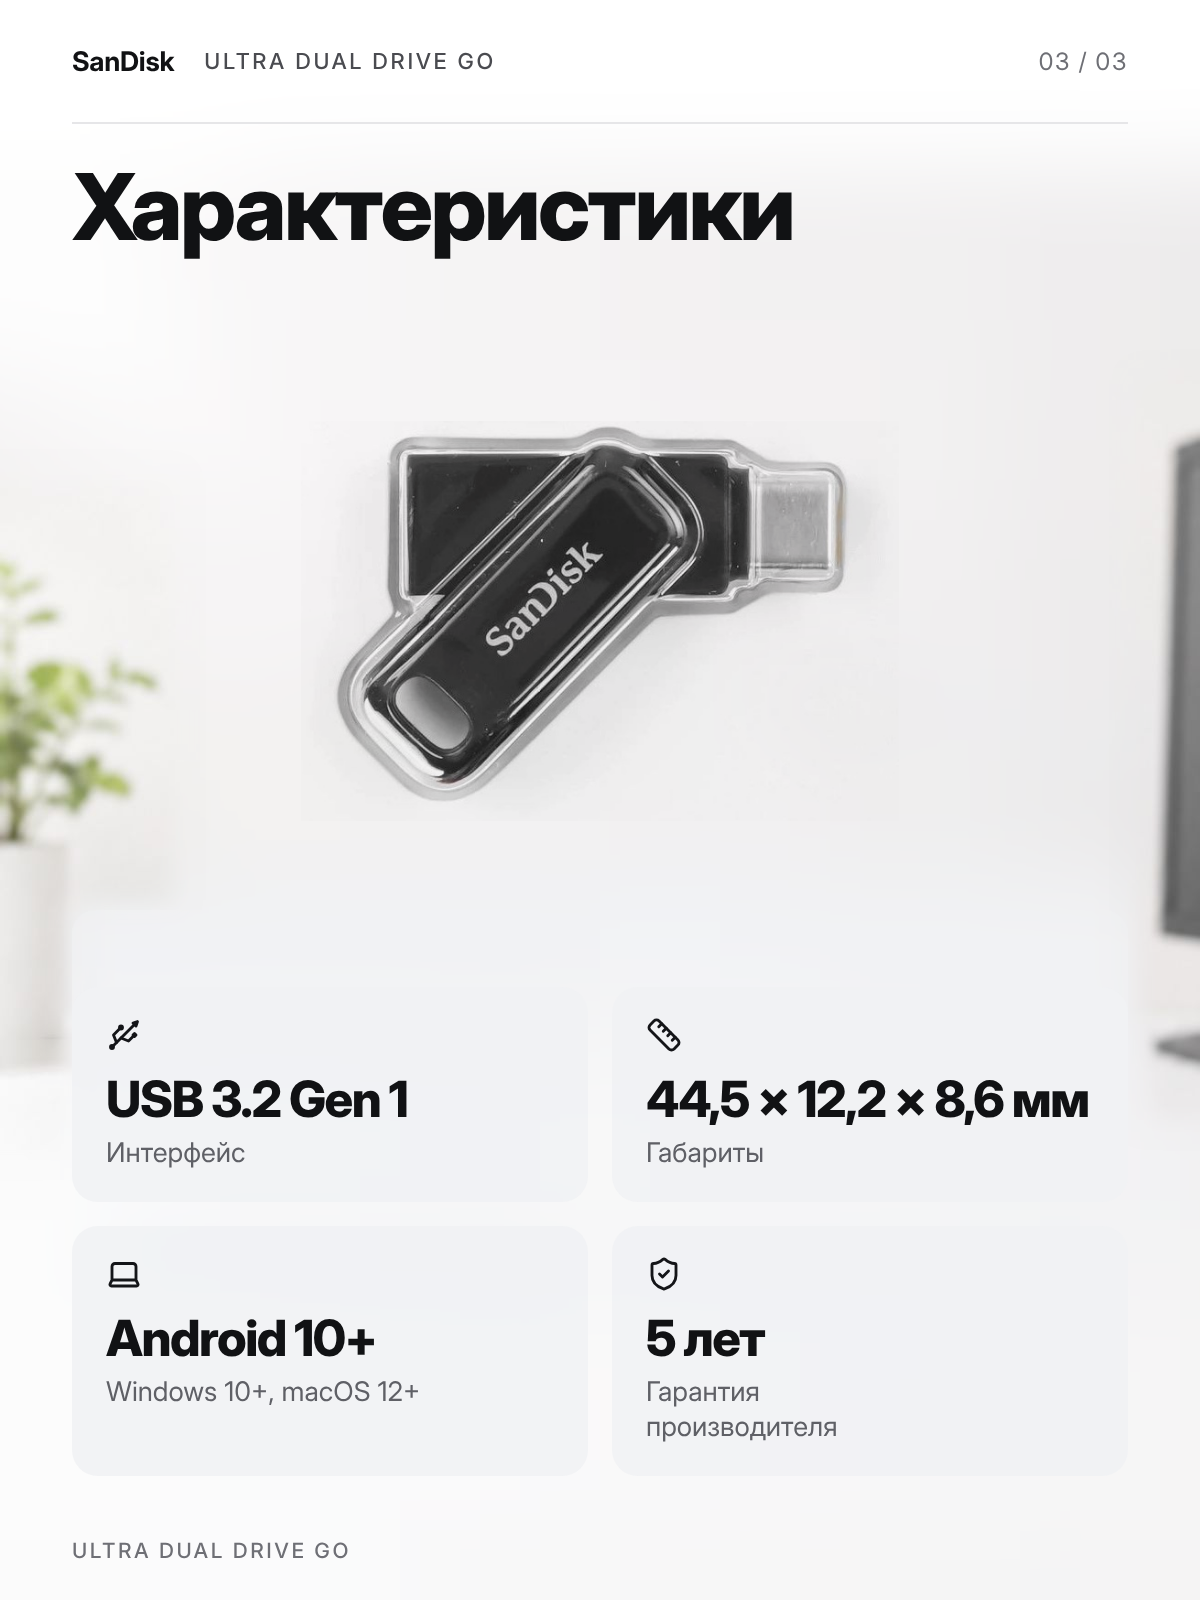 SanDisk ULTRA DUAL DRIVE GO 03 / 03
Характеристики
SanDisk
USB 3.2 Gen 1
Интерфейс
44,5 × 12,2 × 8,6 мм
Габариты
Android 10+
Windows 10+, macOS 12+
5 лет
Гарантия
производителя
ULTRA DUAL DRIVE GO